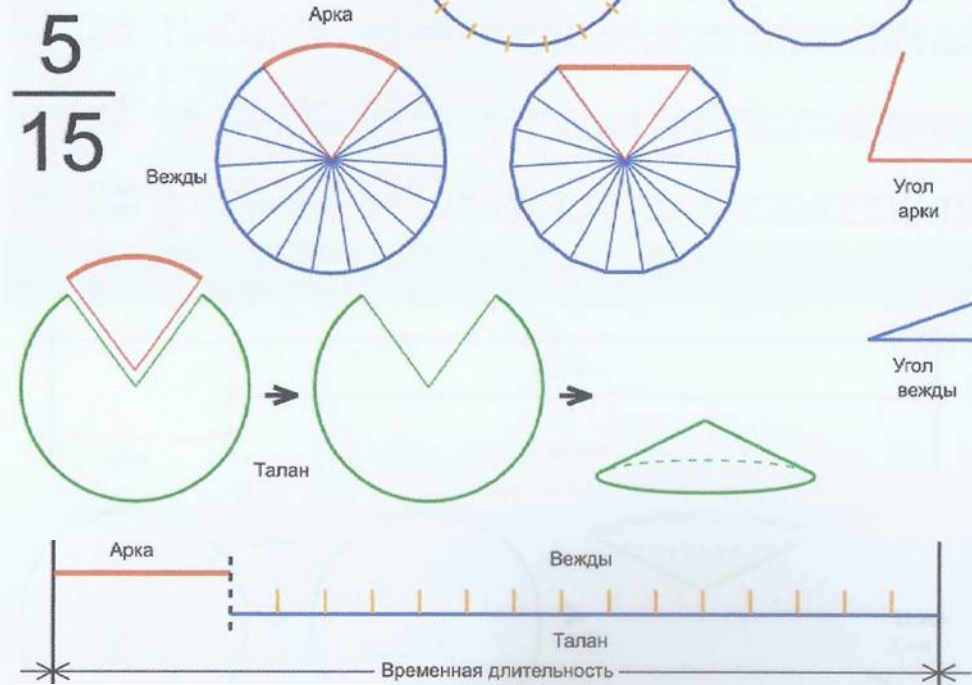 5
15
Арка
Вежды
Угол
арки
Угол
вежды
Талан
Арка
Вежды
Талан
Временная длительность